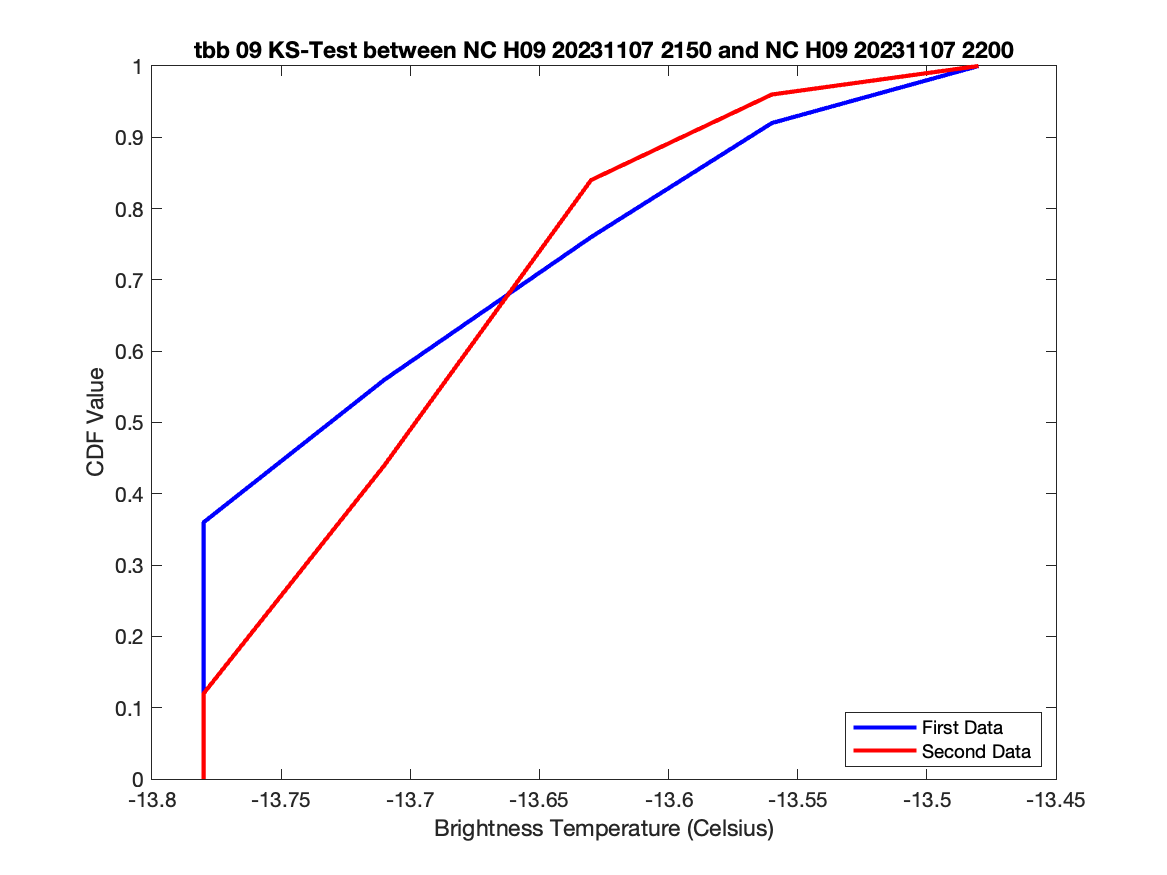 tbb 09 KS-Test between NC H09 20231107 2150 and NC H09 20231107 2200
1
0.9
0.8
0.7
0.6
0.5
0.4
0.3
0.2
0.1
0
CDF Value
First Data
Second Data
-13.8 -13.75 -13.7 -13.65 -13.6 -13.55 -13.5 -13.45
Brightness Temperature (Celsius)